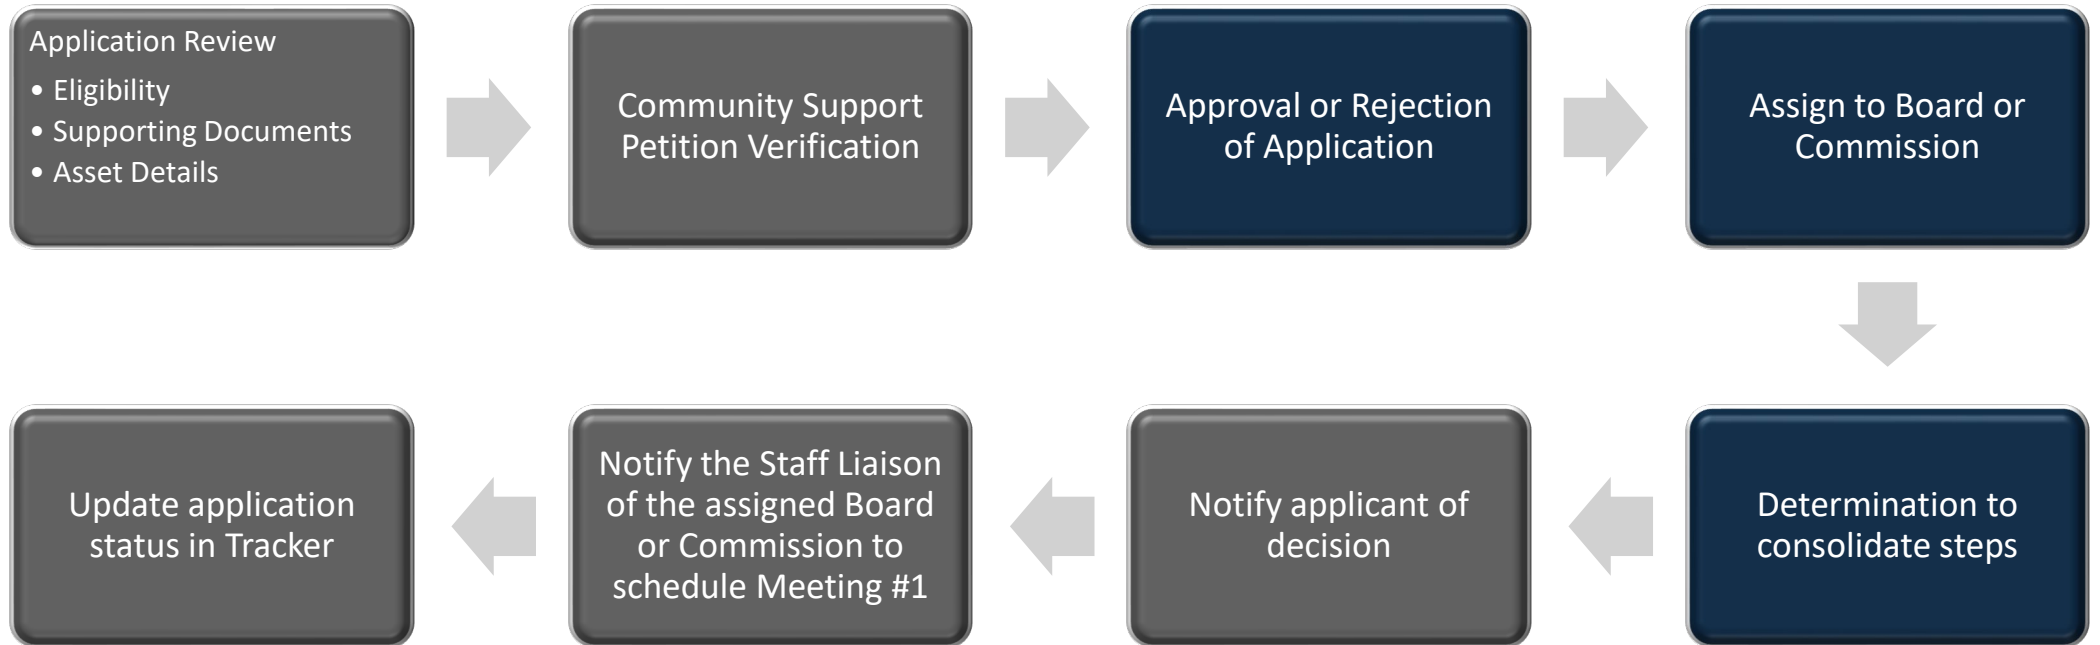 Application Review
• Eligibility
• Supporting Documents
• Asset Details
Community Support
Petition Verification
Approval or Rejection
of Application
Assign to Board or
Commission
Determination to
consolidate steps
Notify applicant of
decision
Notify the Staff Liaison
of the assigned Board
or Commission to
schedule Meeting #1
Update application
status in Tracker